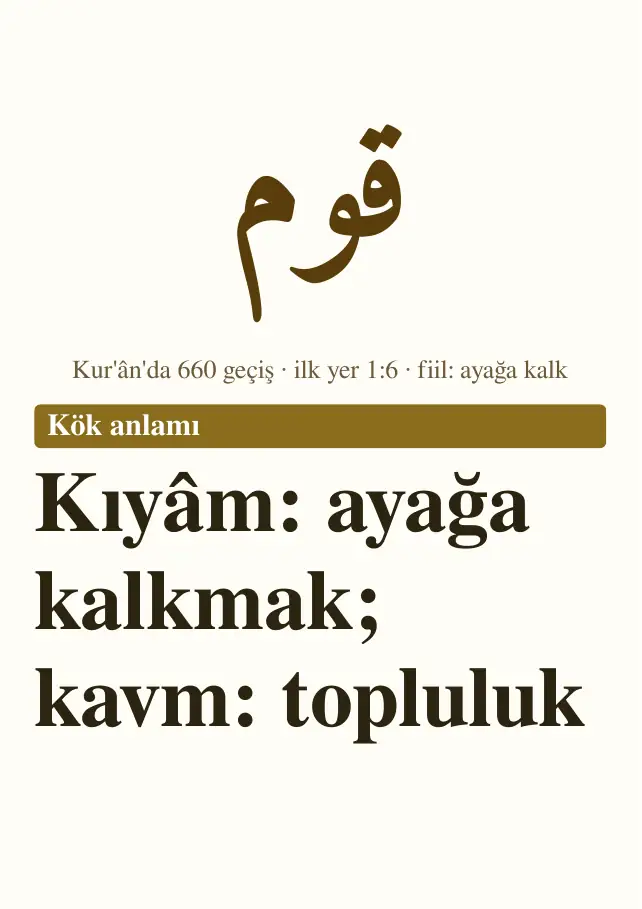 قوم
Kur'ân'da 660 geçiş · ilk yer 1:6 · fiil: ayağa kalk
Kök anlamı
Kıyâm: ayağa
kalkmak;
kavm: topluluk